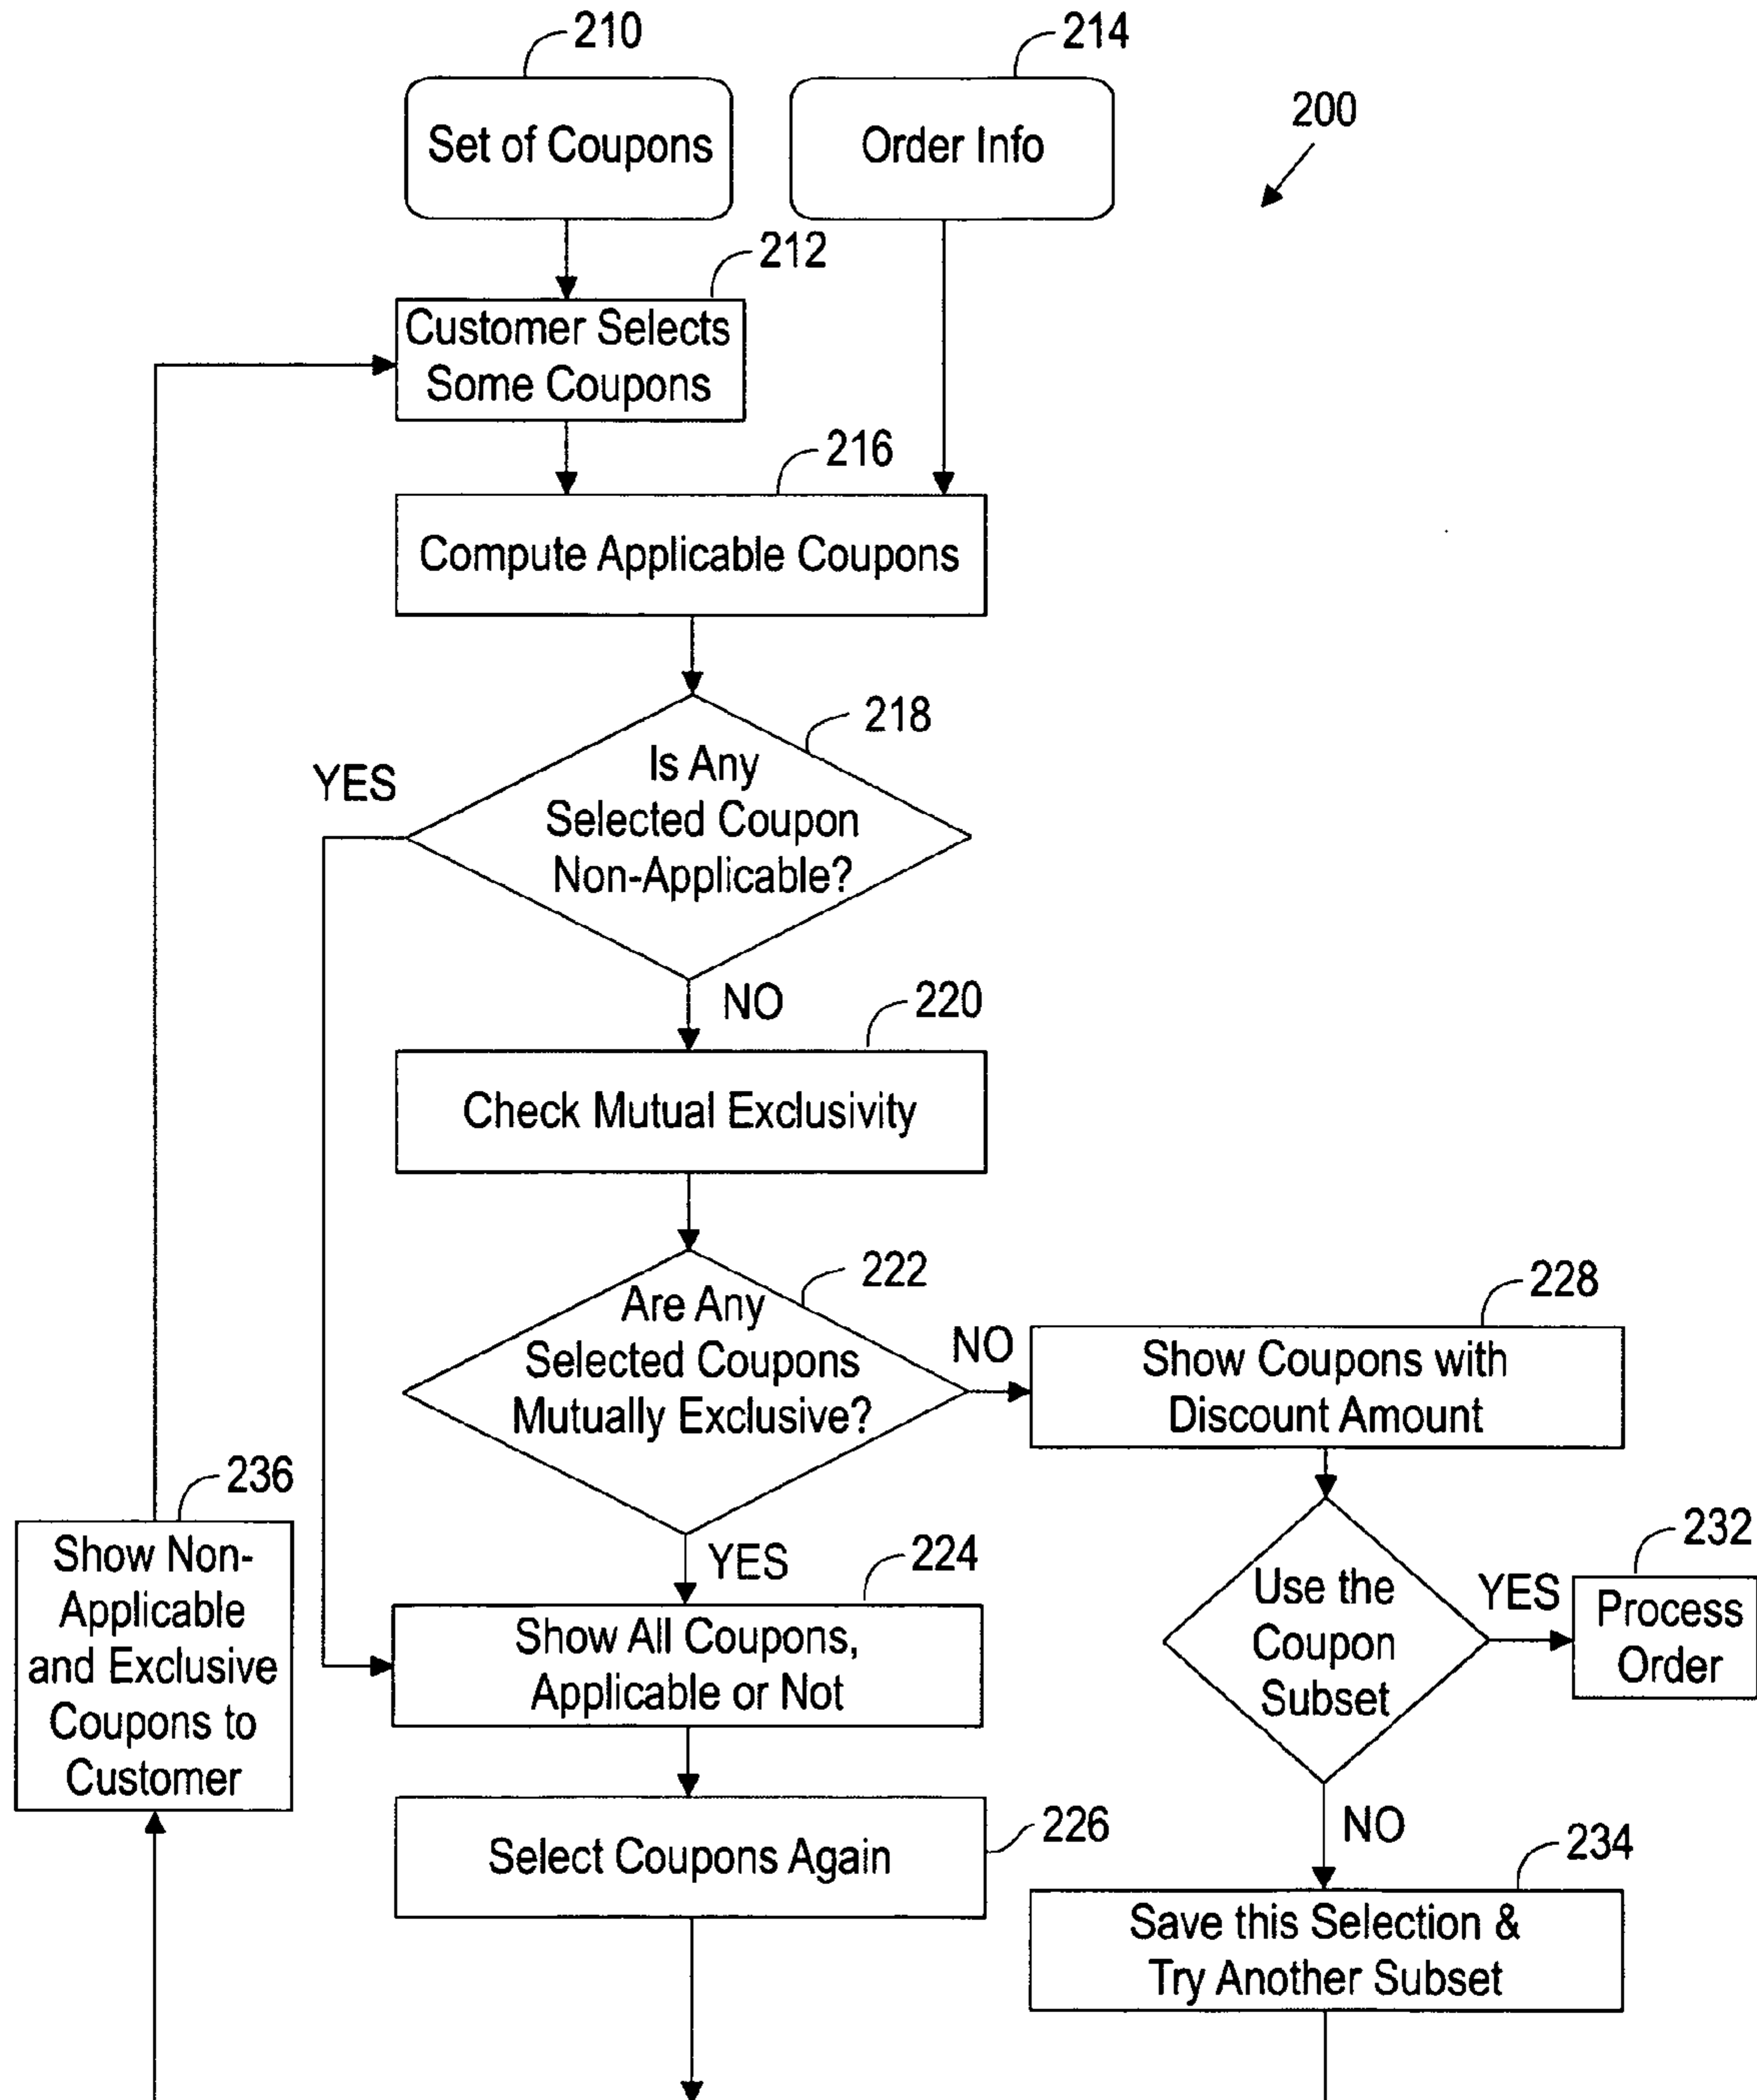 210
214
200
Set of Coupons
Order Info
212
Customer Selects
Some Coupons
216
Compute Applicable Coupons
218
YES
Is Any
Selected Coupon
Non-Applicable?
NO
220
Check Mutual Exclusivity
222
Are Any
Selected Coupons
Mutually Exclusive?
NO
228
Show Coupons with
Discount Amount
236
Show Non-
Applicable
and Exclusive
Coupons to
Customer
YES
224
Show All Coupons,
Applicable or Not
Use the
Coupon
Subset
YES
232
Process
Order
226
Select Coupons Again
NO
234
Save this Selection &
Try Another Subset